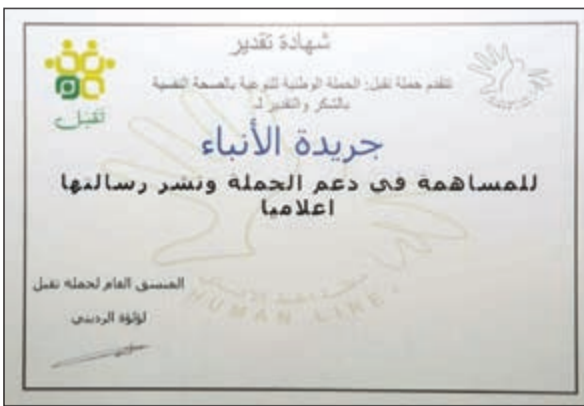 شهادة تقدير
تتقدم حملة تقبل: الحملة الوطنية للتوعية بالصحة النفسية
بالشكر والتقدير لـ
تقبل
جريدة الأنباء
للمساهمة في دعم الحملة ونشر رسالتها
اعلاميا
HUMAN LIKE
المنسق العام لحملة تقبل
لؤلؤة الرديني